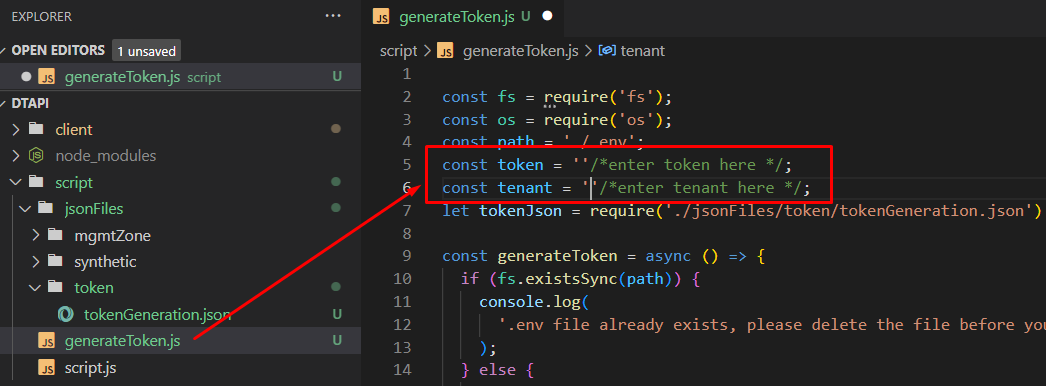 EXPLORER ...
OPEN EDITORS 1 unsaved
JS generateToken.js script U
DTAPI
client
node_modules
script
jsonFiles
mgmtZone
synthetic
token
tokenGeneration.json U
JS generateToken.js U
JS script.js
JS generateToken.js U
script > JS generateToken.js > tenant
1
2 const fs = require('fs');
3 const os = require('os');
4 const path = './.env';
5 const token = ''/*enter token here */;
6 const tenant = ''/*enter tenant here */;
7 let tokenJson = require('./jsonFiles/token/tokenGeneration.json')
8
9 const generateToken = async () => {
10 if (fs.existsSync(path)) {
11 console.log(
12 '.env file already exists, please delete the file before you
13 );
14 } else {